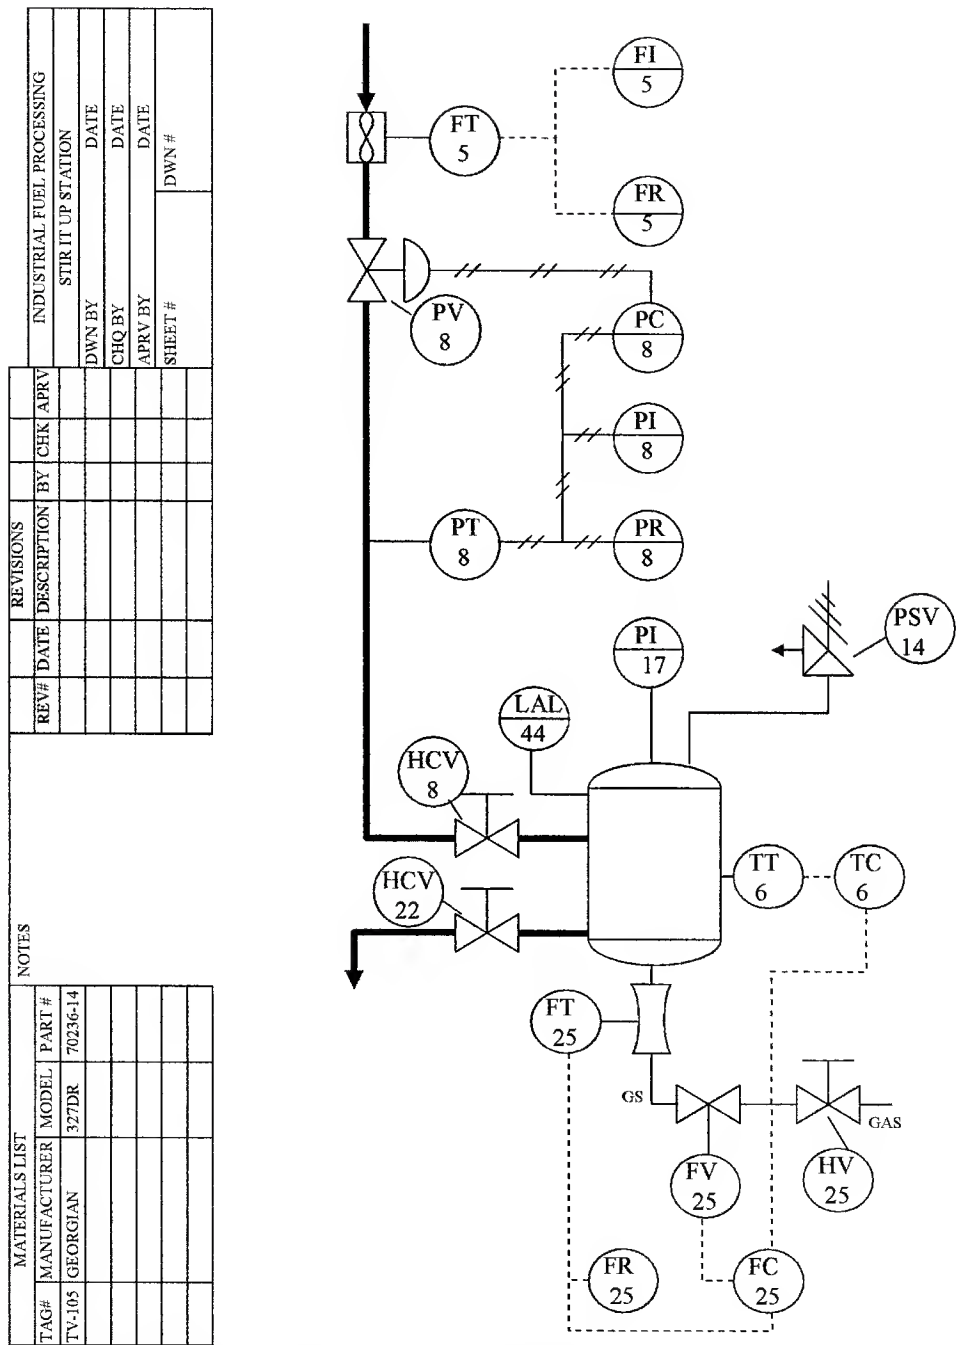 INDUSTRIAL FUEL PROCESSING
STIR IT UP STATION
DWN BY DATE
CHQ BY DATE
APRV BY DATE
SHEET # DWN #
REVISIONS
REV# DATE DESCRIPTION BY CHK APRV
NOTES
MATERIALS LIST
TAG# MANUFACTURER MODEL PART #
TV-105 GEORGIAN 327DR 70236-14
FI
5
FT
5
FR
5
PV
8
PC
8
PI
8
PT
8
PR
8
PI
17
PSV
14
LAL
44
HCV
8
HCV
22
TT
6
TC
6
FT
25
GS
GAS
FV
25
HV
25
FR
25
FC
25